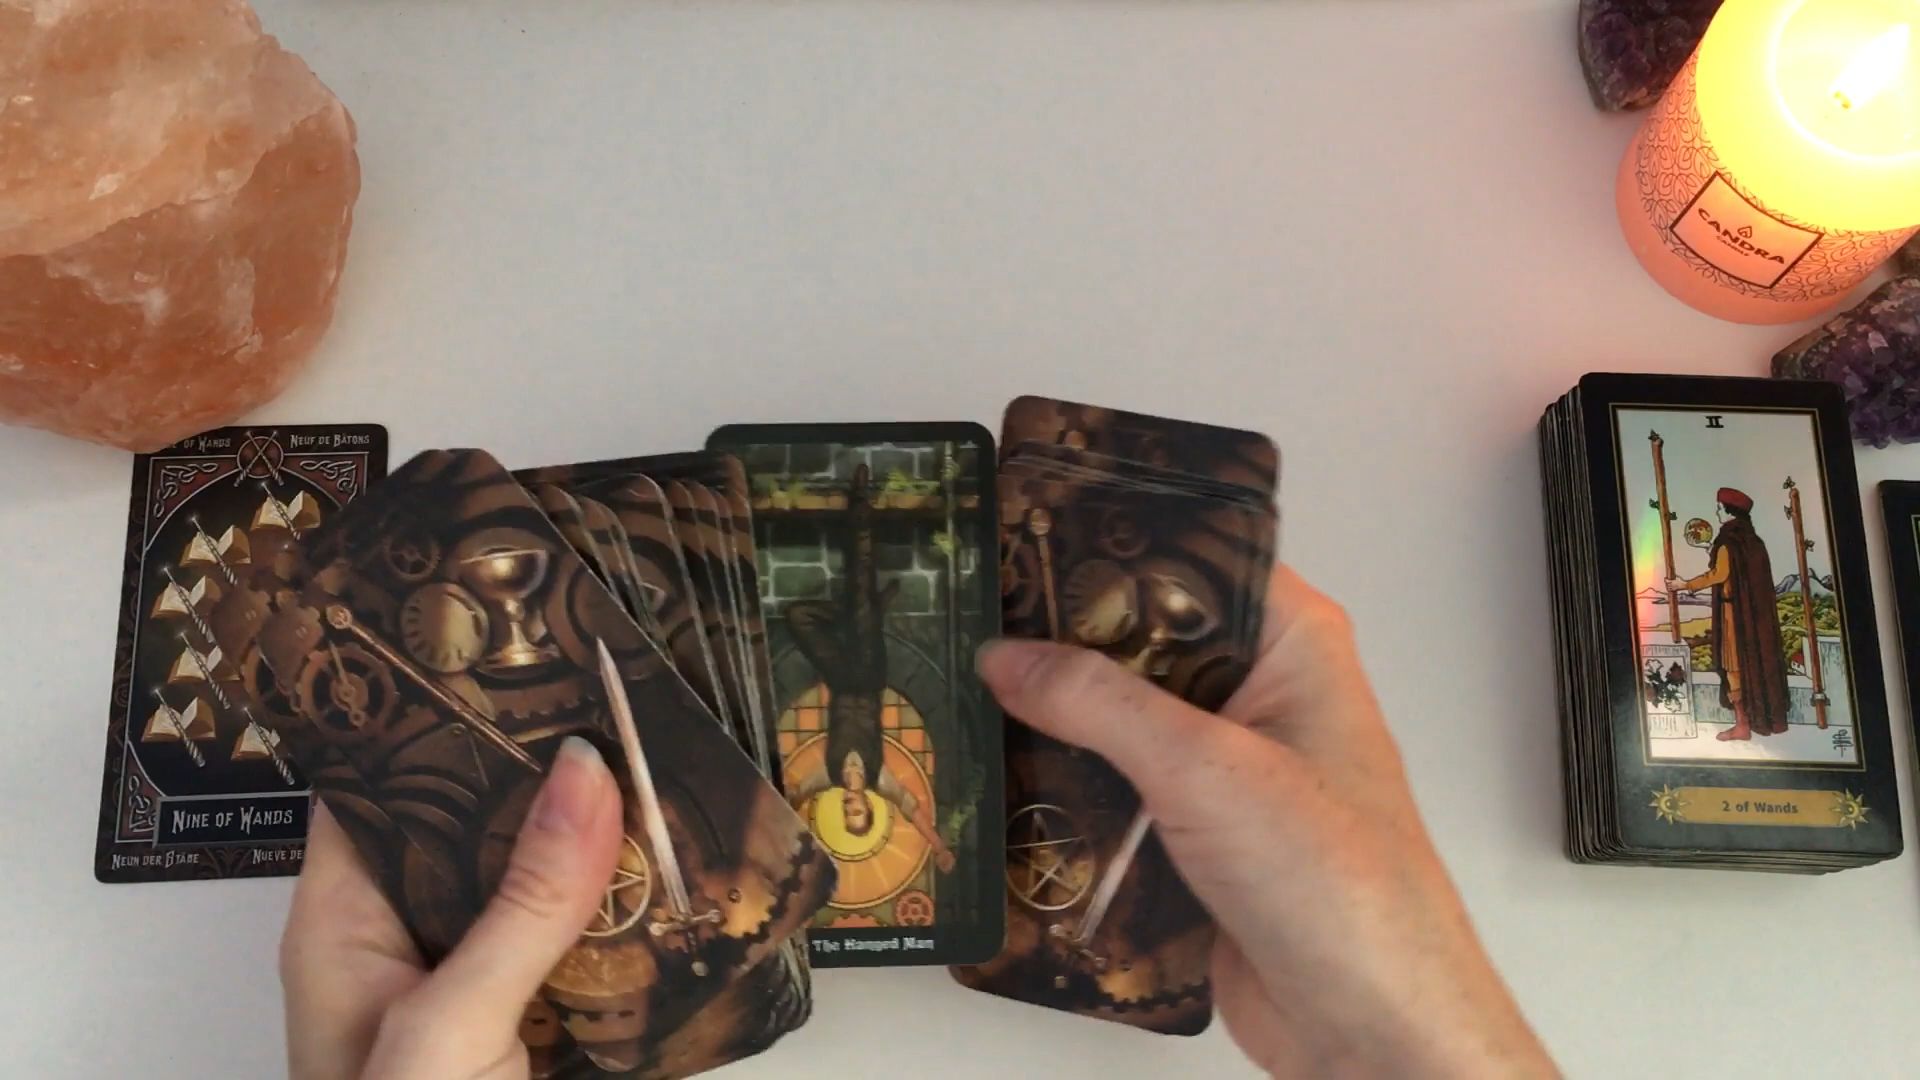 OF WANDS
NEUF DE BÂTONS
NINE OF WANDS
NEUN DER STÄBE
NUEVE DE
The Hanged Man
CANDRA
II
2 of Wands